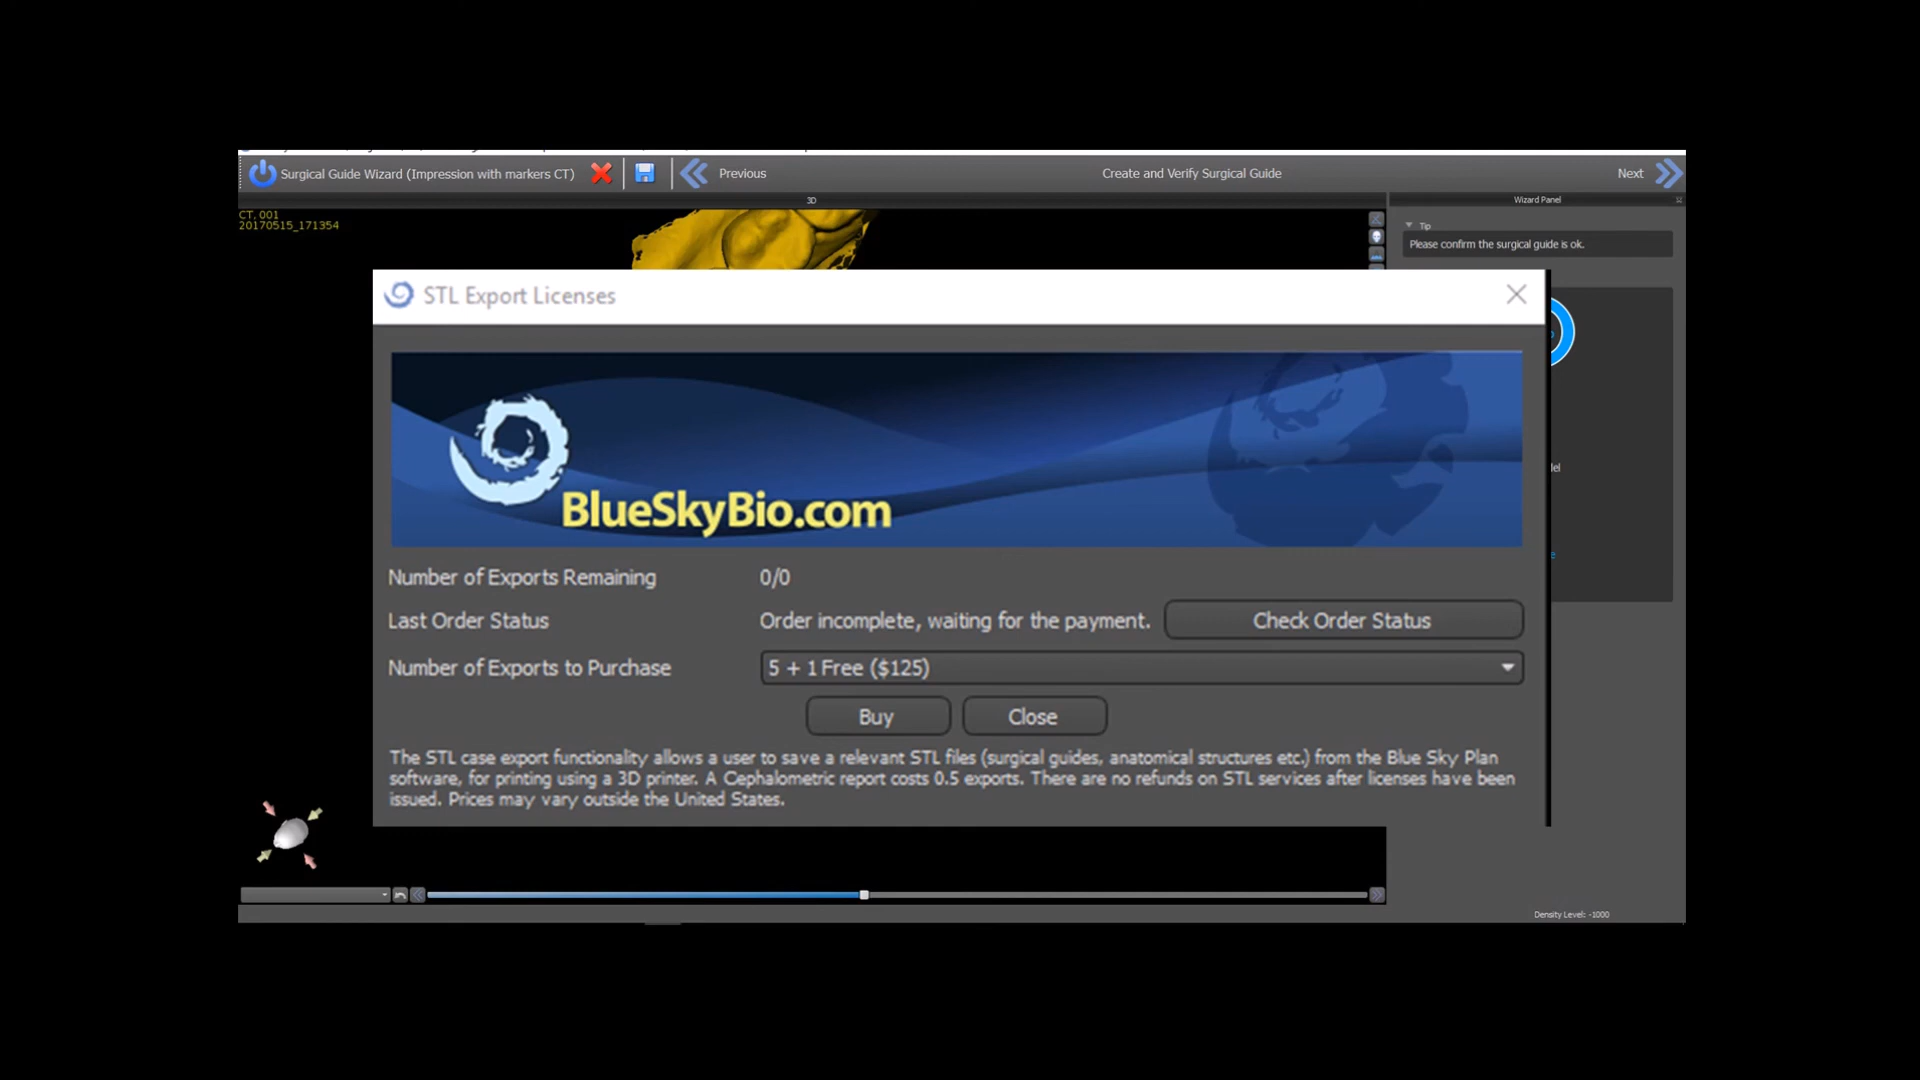 Surgical Guide Wizard (Impression with markers CT)
Previous
Create and Verify Surgical Guide
Next
3D
Wizard Panel
CT, 001
20170515_171354
Tip
Please confirm the surgical guide is ok.
STL Export Licenses
BlueSkyBio.com
Number of Exports Remaining 0/0
Last Order Status Order incomplete, waiting for the payment. Check Order Status
Number of Exports to Purchase 5 + 1 Free ($125)
Buy Close
The STL case export functionality allows a user to save a relevant STL files (surgical guides, anatomical structures etc.) from the Blue Sky Plan
software, for printing using a 3D printer. A Cephalometric report costs 0.5 exports. There are no refunds on STL services after licenses have been
issued. Prices may vary outside the United States.
Density Level: -1000